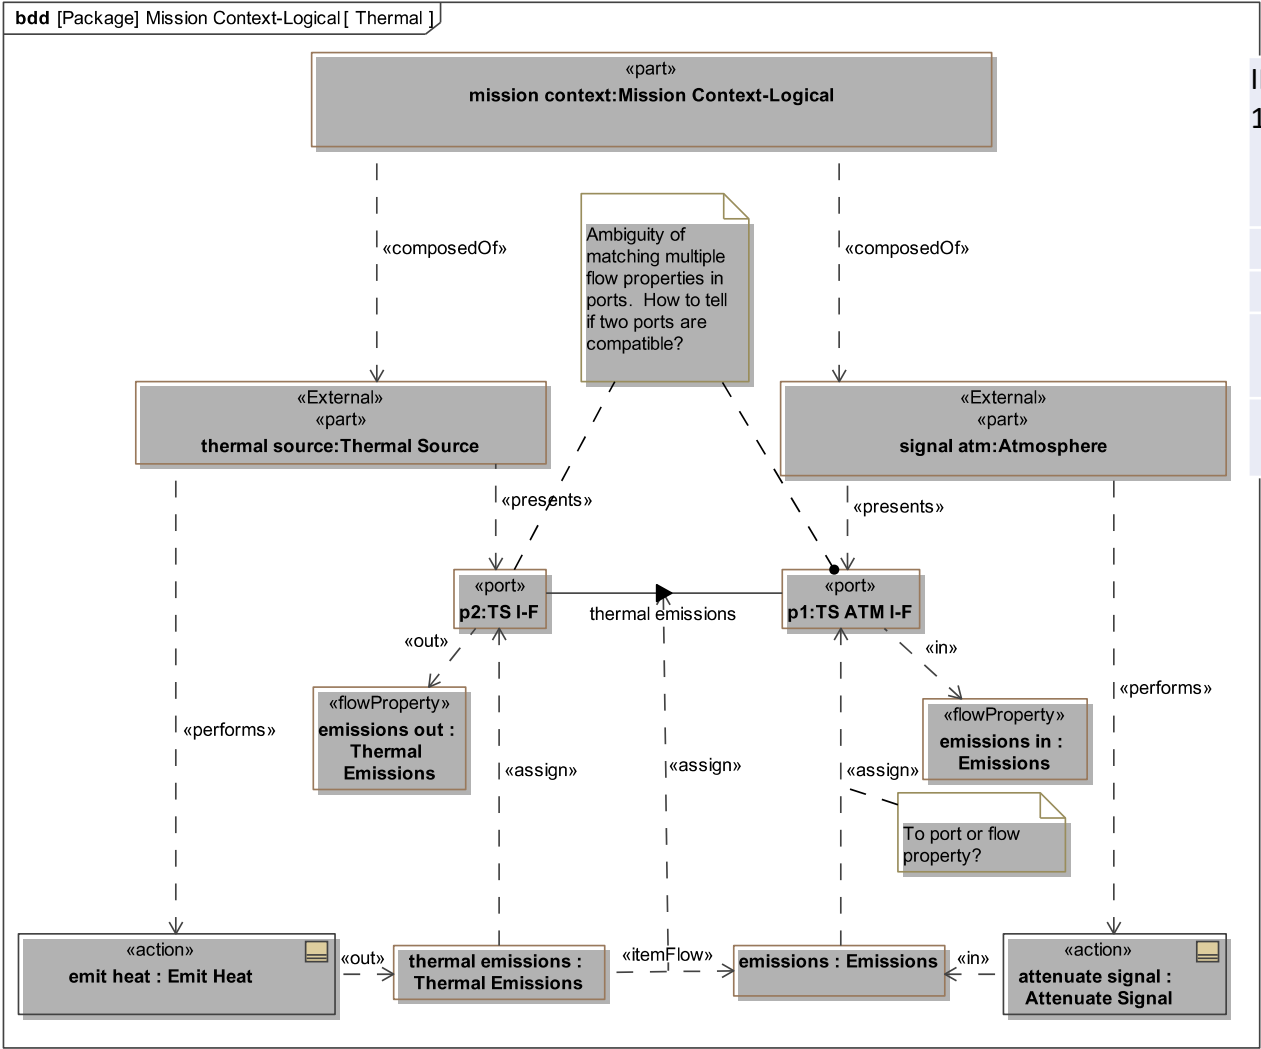 bdd [Package] Mission Context-Logical [ Thermal ]
«part»
mission context:Mission Context-Logical
«composedOf»
«composedOf»
Ambiguity of
matching multiple
flow properties in
ports. How to tell
if two ports are
compatible?
«External»
«part»
thermal source:Thermal Source
«External»
«part»
signal atm:Atmosphere
«presents»
«presents»
«port»
p2:TS I-F
thermal emissions
«port»
p1:TS ATM I-F
«out»
«in»
«flowProperty»
emissions out :
Thermal
Emissions
«flowProperty»
emissions in :
Emissions
«performs»
«performs»
«assign»
«assign»
«assign»
To port or flow
property?
«action»
emit heat : Emit Heat
«out»
thermal emissions :
Thermal Emissions
«itemFlow»
emissions : Emissions
«in»
«action»
attenuate signal :
Attenuate Signal